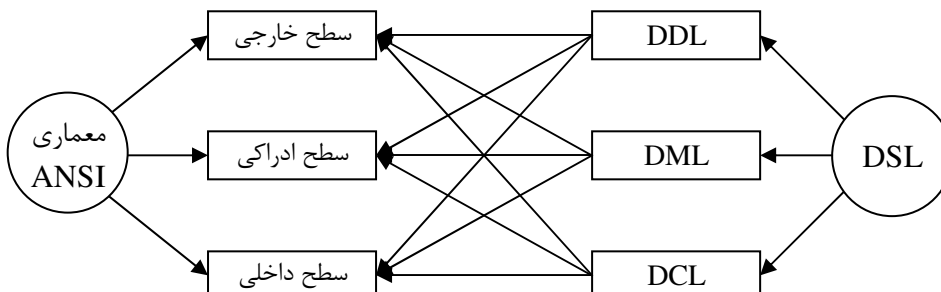 سطح خارجی
DDL
معماری
ANSI
سطح ادراکی
DML
DSL
سطح داخلی
DCL